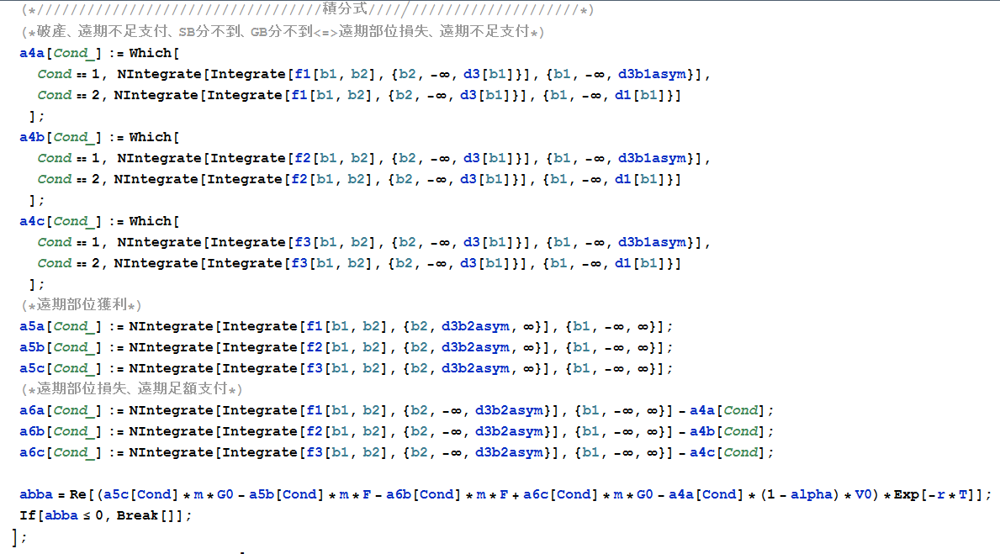 (*//////////////////////////////////積分式/////////////////////////*)
(*破產、遠期不足支付、SB分不到、GB分不到<=>遠期部位損失、遠期不足支付*)
a4a[Cond_] := Which[
Cond == 1, NIntegrate[Integrate[f1[b1, b2], {b2, -∞, d3[b1]}], {b1, -∞, d3b1asym}],
Cond == 2, NIntegrate[Integrate[f1[b1, b2], {b2, -∞, d3[b1]}], {b1, -∞, d1[b1]}]
];
a4b[Cond_] := Which[
Cond == 1, NIntegrate[Integrate[f2[b1, b2], {b2, -∞, d3[b1]}], {b1, -∞, d3b1asym}],
Cond == 2, NIntegrate[Integrate[f2[b1, b2], {b2, -∞, d3[b1]}], {b1, -∞, d1[b1]}]
];
a4c[Cond_] := Which[
Cond == 1, NIntegrate[Integrate[f3[b1, b2], {b2, -∞, d3[b1]}], {b1, -∞, d3b1asym}],
Cond == 2, NIntegrate[Integrate[f3[b1, b2], {b2, -∞, d3[b1]}], {b1, -∞, d1[b1]}]
];
(*遠期部位獲利*)
a5a[Cond_] := NIntegrate[Integrate[f1[b1, b2], {b2, d3b2asym, ∞}], {b1, -∞, ∞}];
a5b[Cond_] := NIntegrate[Integrate[f2[b1, b2], {b2, d3b2asym, ∞}], {b1, -∞, ∞}];
a5c[Cond_] := NIntegrate[Integrate[f3[b1, b2], {b2, d3b2asym, ∞}], {b1, -∞, ∞}];
(*遠期部位損失、遠期足額支付*)
a6a[Cond_] := NIntegrate[Integrate[f1[b1, b2], {b2, -∞, d3b2asym}], {b1, -∞, ∞}] - a4a[Cond];
a6b[Cond_] := NIntegrate[Integrate[f2[b1, b2], {b2, -∞, d3b2asym}], {b1, -∞, ∞}] - a4b[Cond];
a6c[Cond_] := NIntegrate[Integrate[f3[b1, b2], {b2, -∞, d3b2asym}], {b1, -∞, ∞}] - a4c[Cond];
abba = Re[(a5c[Cond] * m * G0 - a5b[Cond] * m * F - a6b[Cond] * m * F + a6c[Cond] * m * G0 - a4a[Cond] * (1 - alpha) * V0) * Exp[-r * T]];
If[abba ≤ 0, Break[]];
];